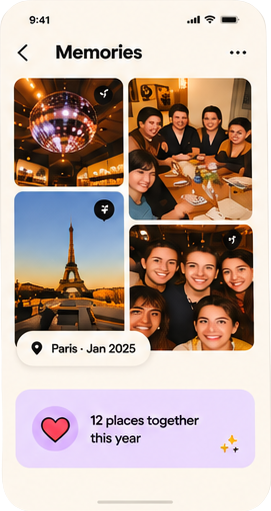 9:41
Memories
Paris · Jan 2025
12 places together
this year